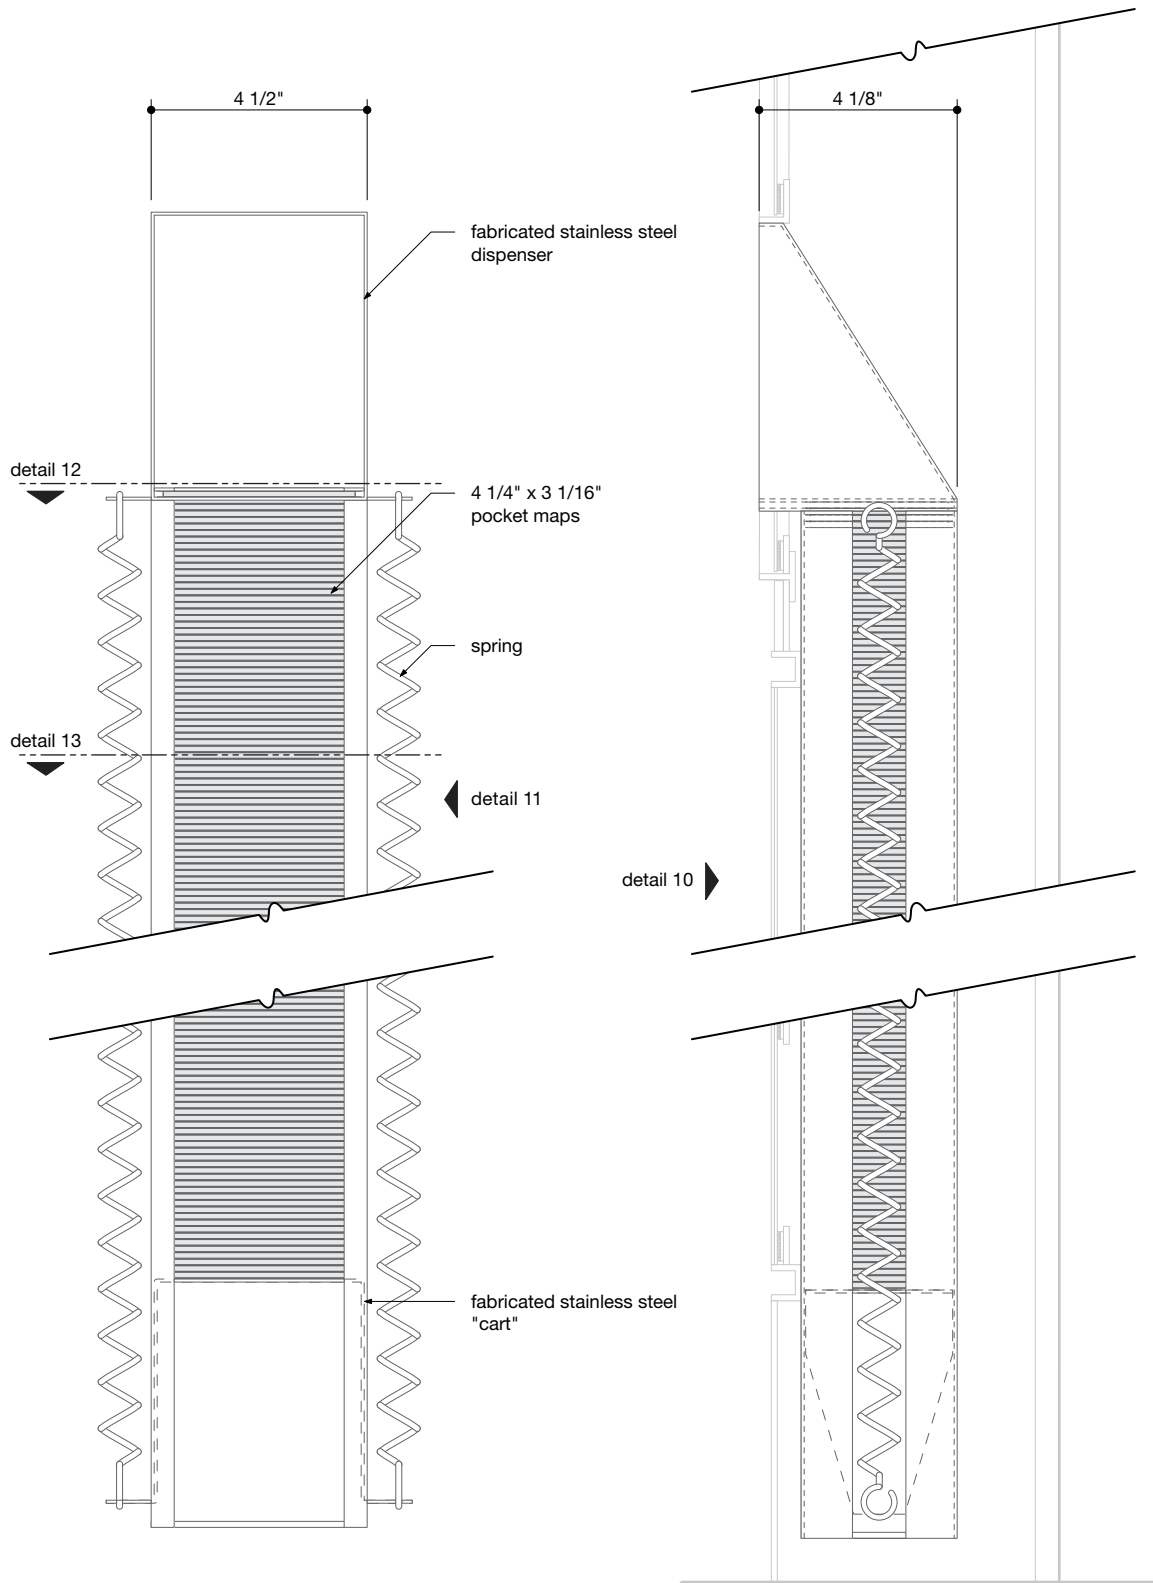 4 1/2"
4 1/8"
fabricated stainless steel
dispenser
detail 12
4 1/4" x 3 1/16"
pocket maps
spring
detail 13
detail 11
detail 10
fabricated stainless steel
"cart"